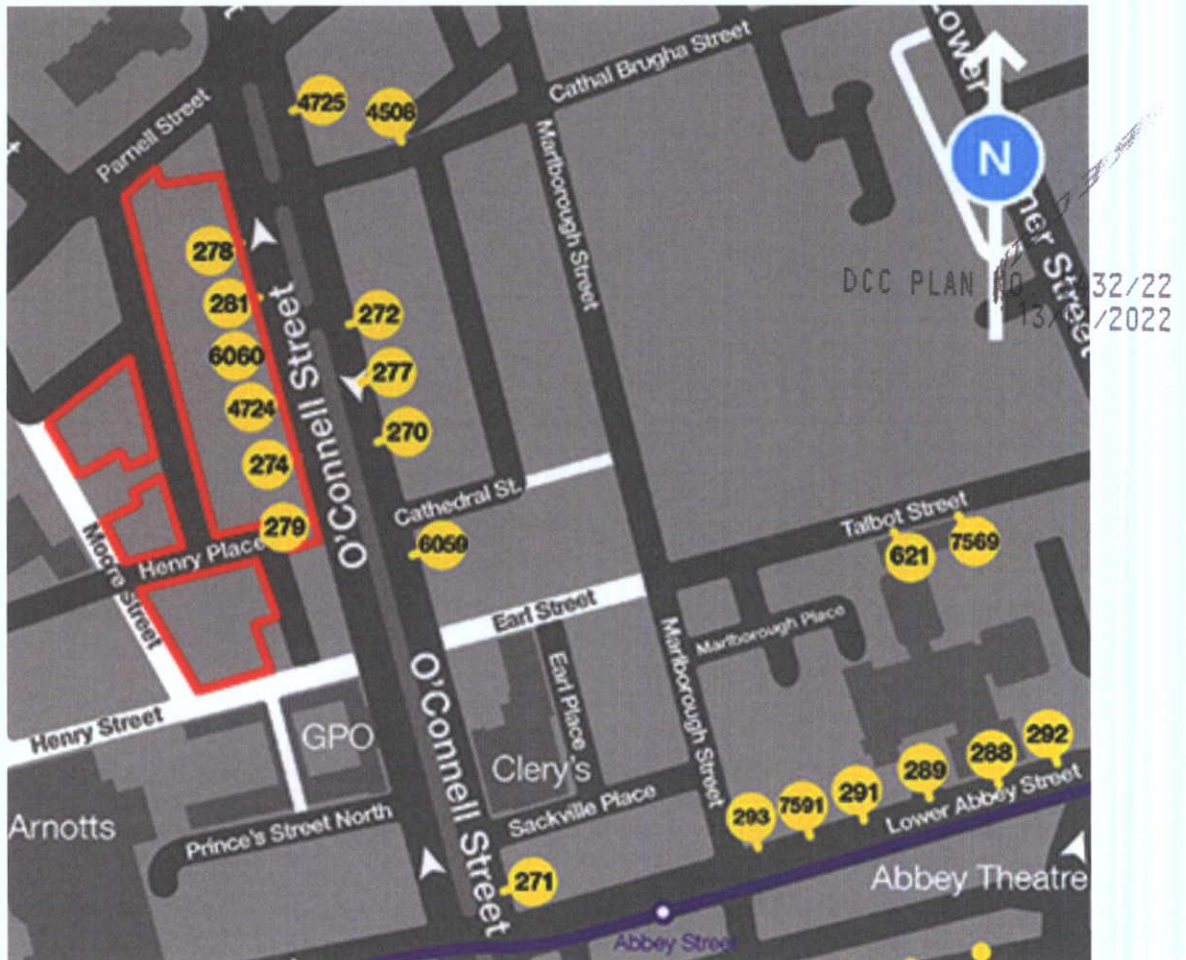 4725
4508
Cathal Brugha Street
Lower
Parnell Street
Marlborough Street
N
278
281
6060
4724
274
279
O'Connell Street
272
277
270
DCC PLAN NO
432/22
/2022
Cathedral St.
6059
Talbot Street
621
7569
Moore Street
Henry Place
Earl Street
Marlborough Place
Marlborough Street
Earl Place
O'Connell Street
Henry Street
GPO
Clery's
Sackville Place
Prince's Street North
Arnotts
293
7591
291
289
288
292
Lower Abbey Street
271
Abbey Theatre
Abbey Street